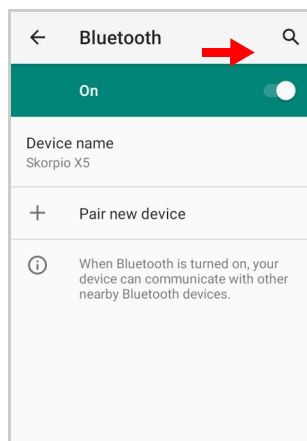 Bluetooth
On
Device name
Skorpio X5
Pair new device
When Bluetooth is turned on, your
device can communicate with other
nearby Bluetooth devices.